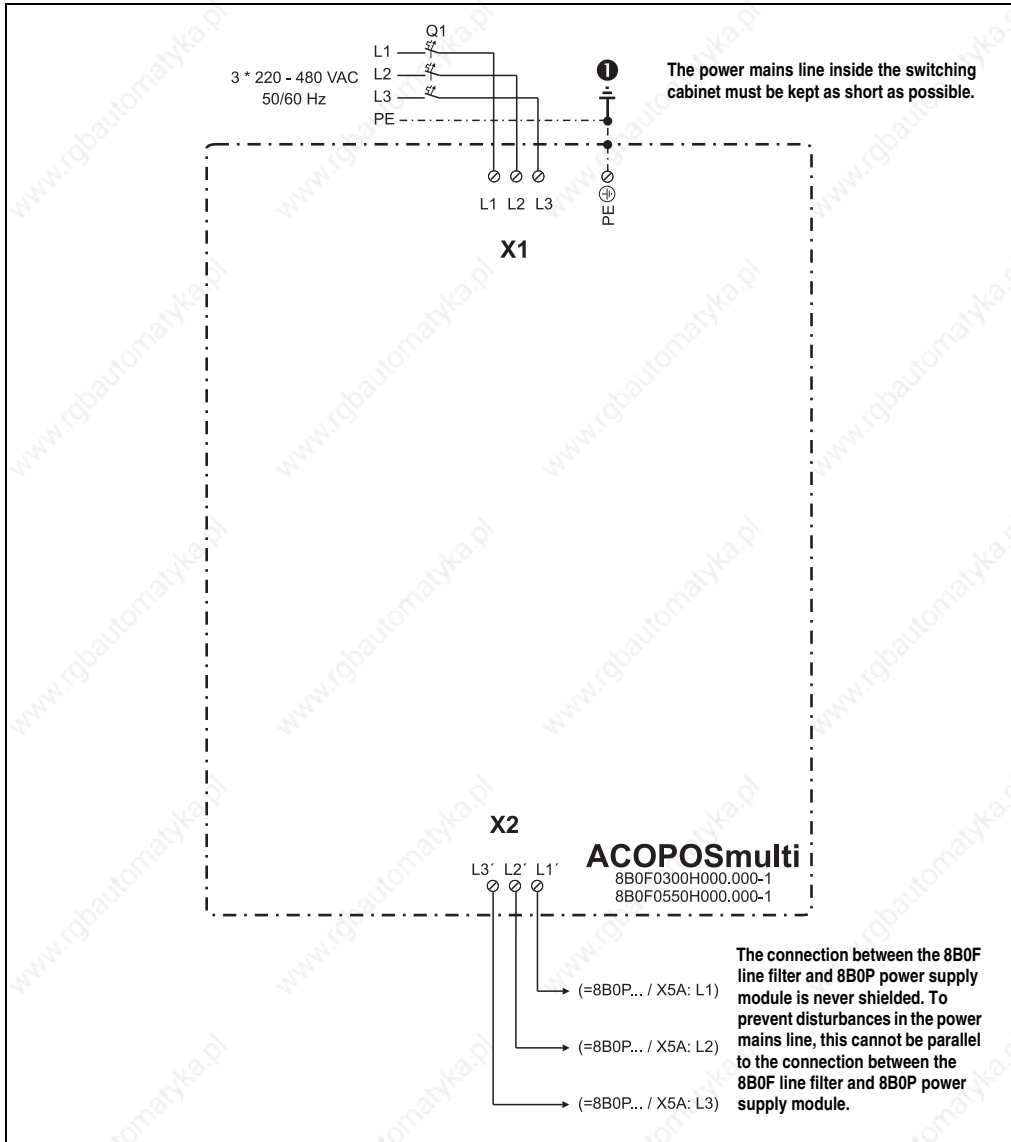 Q1
L1
3 * 220 - 480 VAC
L2
50/60 Hz
L3
PE
❶
The power mains line inside the switching
cabinet must be kept as short as possible.
L1 L2 L3
PE
X1
X2
L3´ L2´ L1´
ACOPOSmulti
8B0F0300H000.000-1
8B0F0550H000.000-1
(=8B0P... / X5A: L1)
(=8B0P... / X5A: L2)
(=8B0P... / X5A: L3)
The connection between the 8B0F
line filter and 8B0P power supply
module is never shielded. To
prevent disturbances in the power
mains line, this cannot be parallel
to the connection between the
8B0F line filter and 8B0P power
supply module.
www.rgbautomatyka.pl